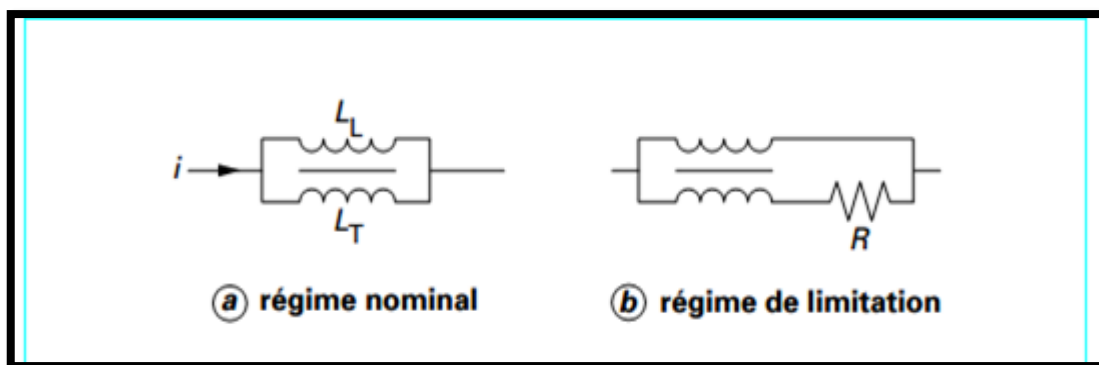 L_L
i
L_T
R
a régime nominal
b régime de limitation